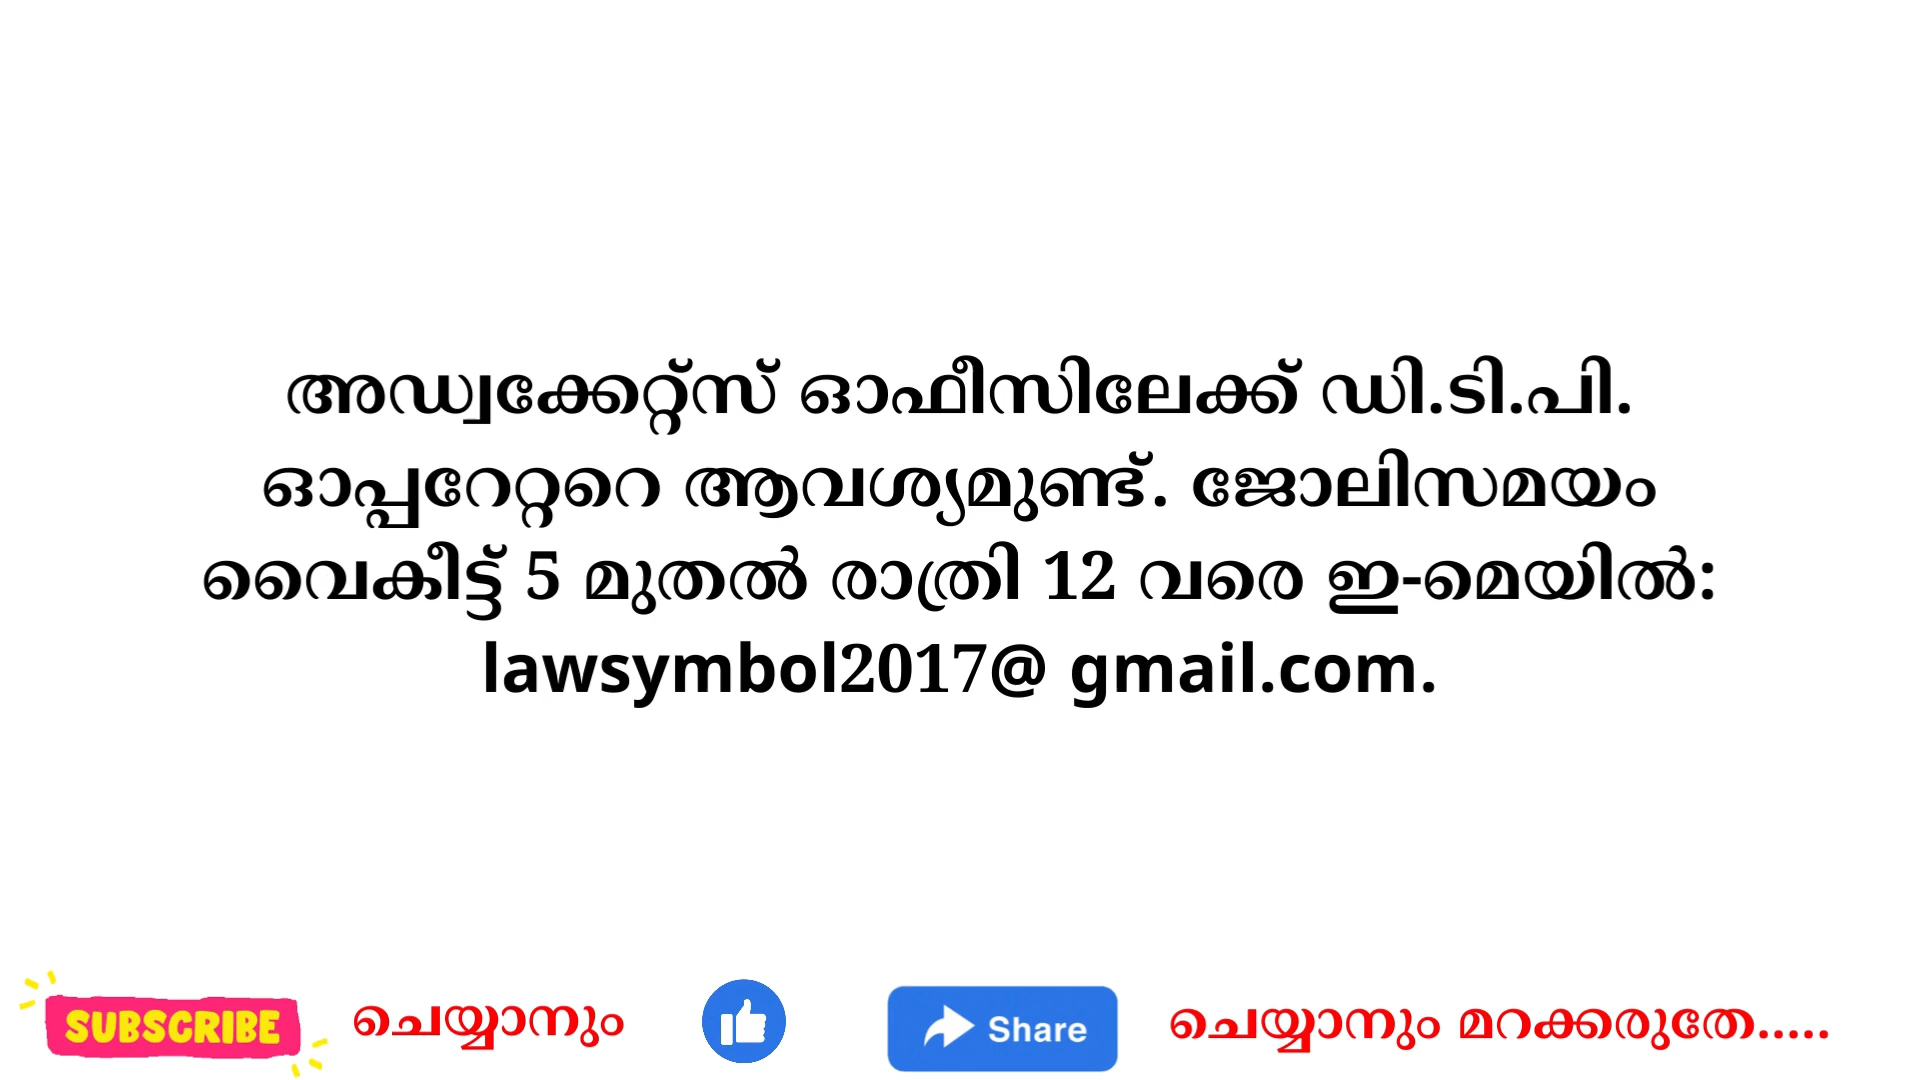 അഡ്വക്കേറ്റ്സ് ഓഫീസിലേക്ക് ഡി.ടി.പി.
ഓപ്പറേറ്ററെ ആവശ്യമുണ്ട്. ജോലിസമയം
വൈകീട്ട് 5 മുതൽ രാത്രി 12 വരെ ഇ-മെയിൽ:
lawsymbol2017@ gmail.com.
SUBSCRIBE ചെയ്യാനും Share ചെയ്യാനും മറക്കരുതേ.....